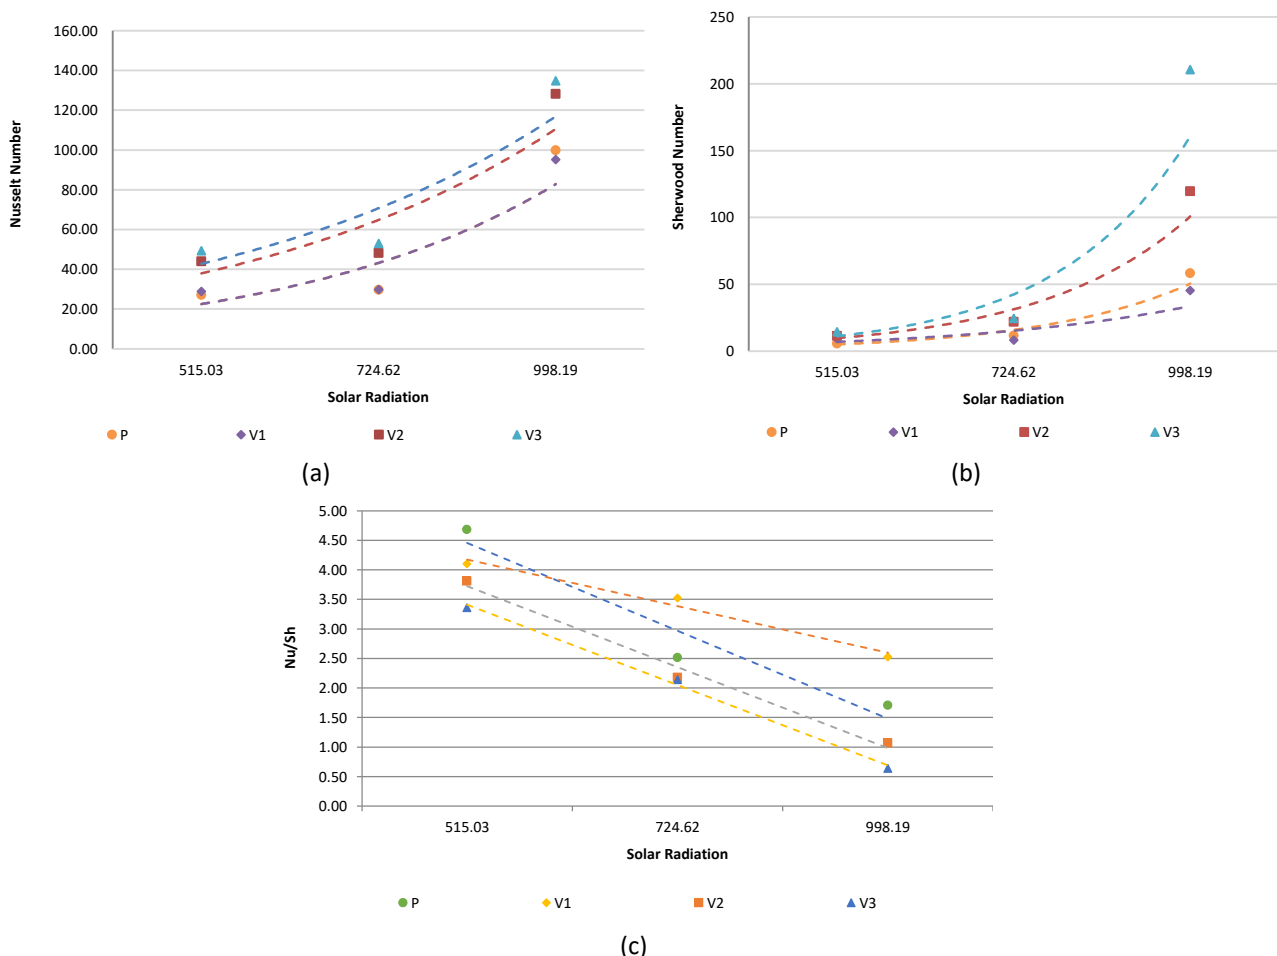 160.00
140.00
120.00
100.00
80.00
60.00
40.00
20.00
0.00
Nusselt Number
515.03 724.62 998.19
Solar Radiation
P V1 V2 V3
(a)
250
200
150
100
50
0
Sherwood Number
515.03 724.62 998.19
Solar Radiation
P V1 V2 V3
(b)
5.00
4.50
4.00
3.50
3.00
2.50
2.00
1.50
1.00
0.50
0.00
Nu/Sh
515.03 724.62 998.19
Solar Radiation
P V1 V2 V3
(c)